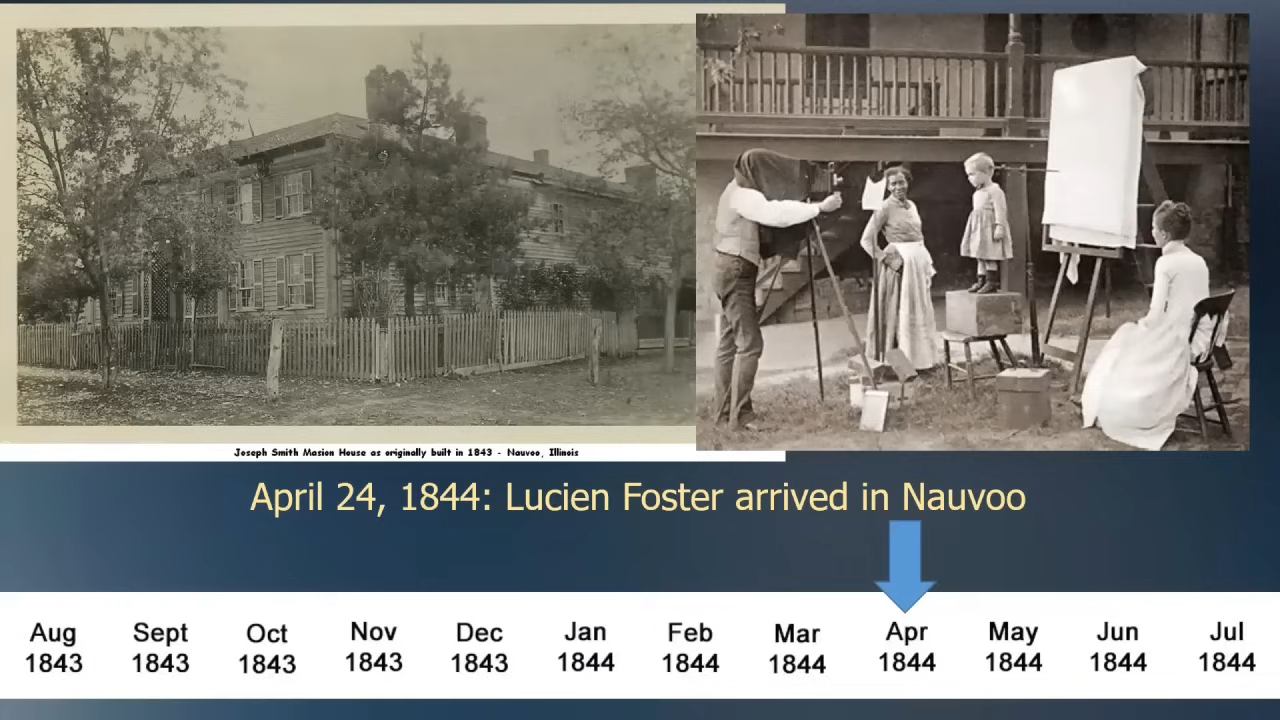 Joseph Smith Masion House as originally built in 1843 - Nauvoo, Illinois
April 24, 1844: Lucien Foster arrived in Nauvoo
Aug Sept Oct Nov Dec Jan Feb Mar Apr May Jun Jul
1843 1843 1843 1843 1843 1844 1844 1844 1844 1844 1844 1844